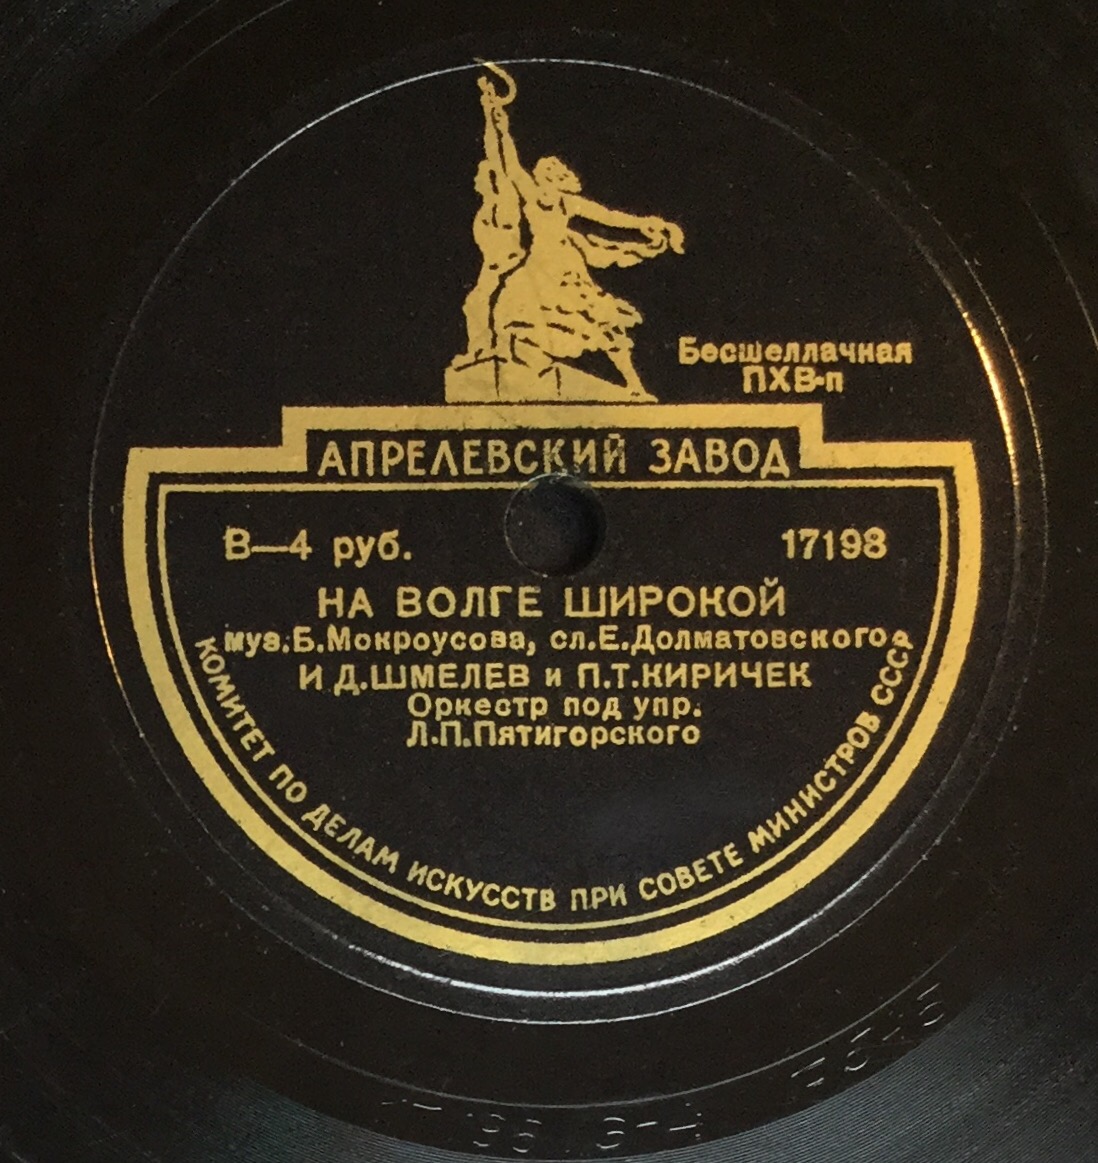 Бесшеллачная
ПХВ-п
АПРЕЛЕВСКИЙ ЗАВОД
В—4 руб.
17198
НА ВОЛГЕ ШИРОКОЙ
муз.Б.Мокроусова, сл.Е.Долматовского
И.Д.ШМЕЛЕВ и П.Т.КИРИЧЕК
Оркестр под упр.
Л.П.Пятигорского
КОМИТЕТ ПО ДЕЛАМ ИСКУССТВ ПРИ СОВЕТЕ МИНИСТРОВ СССР